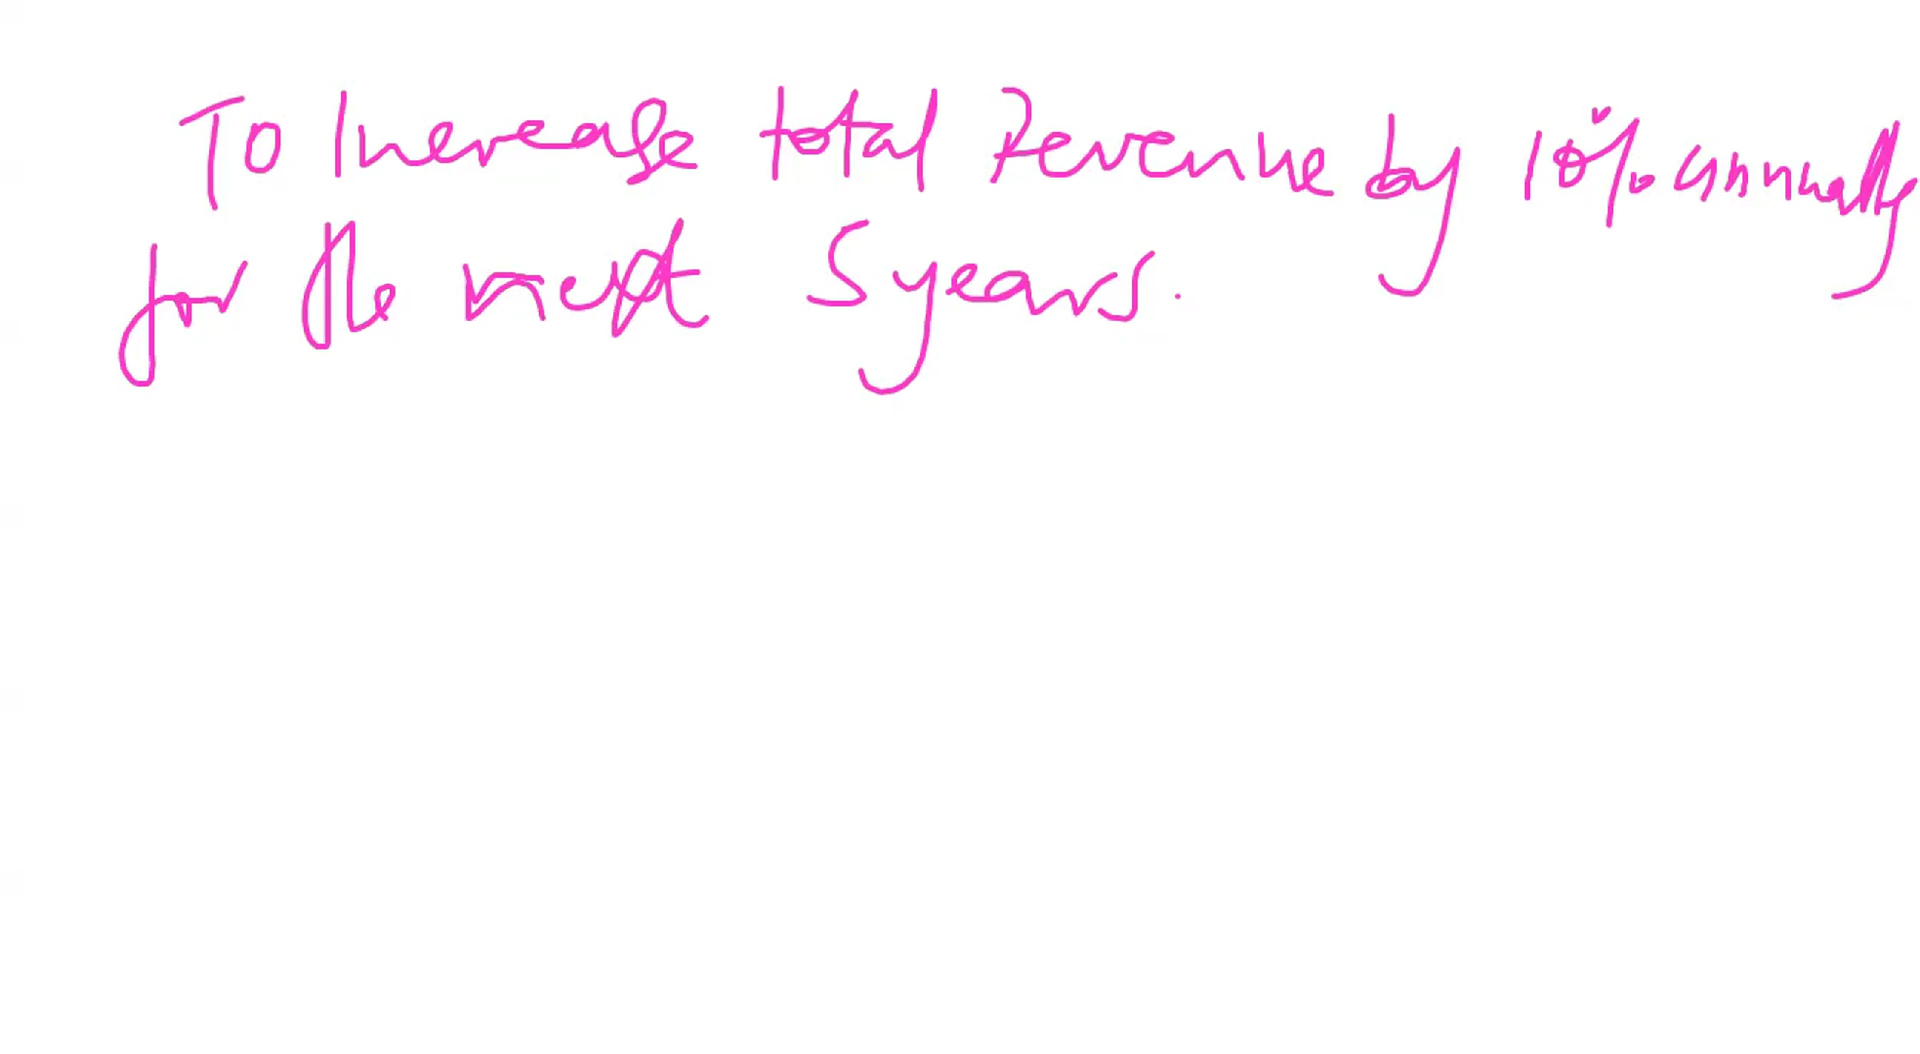 To Increase total Revenue by 10% annually
for the next 5 years.